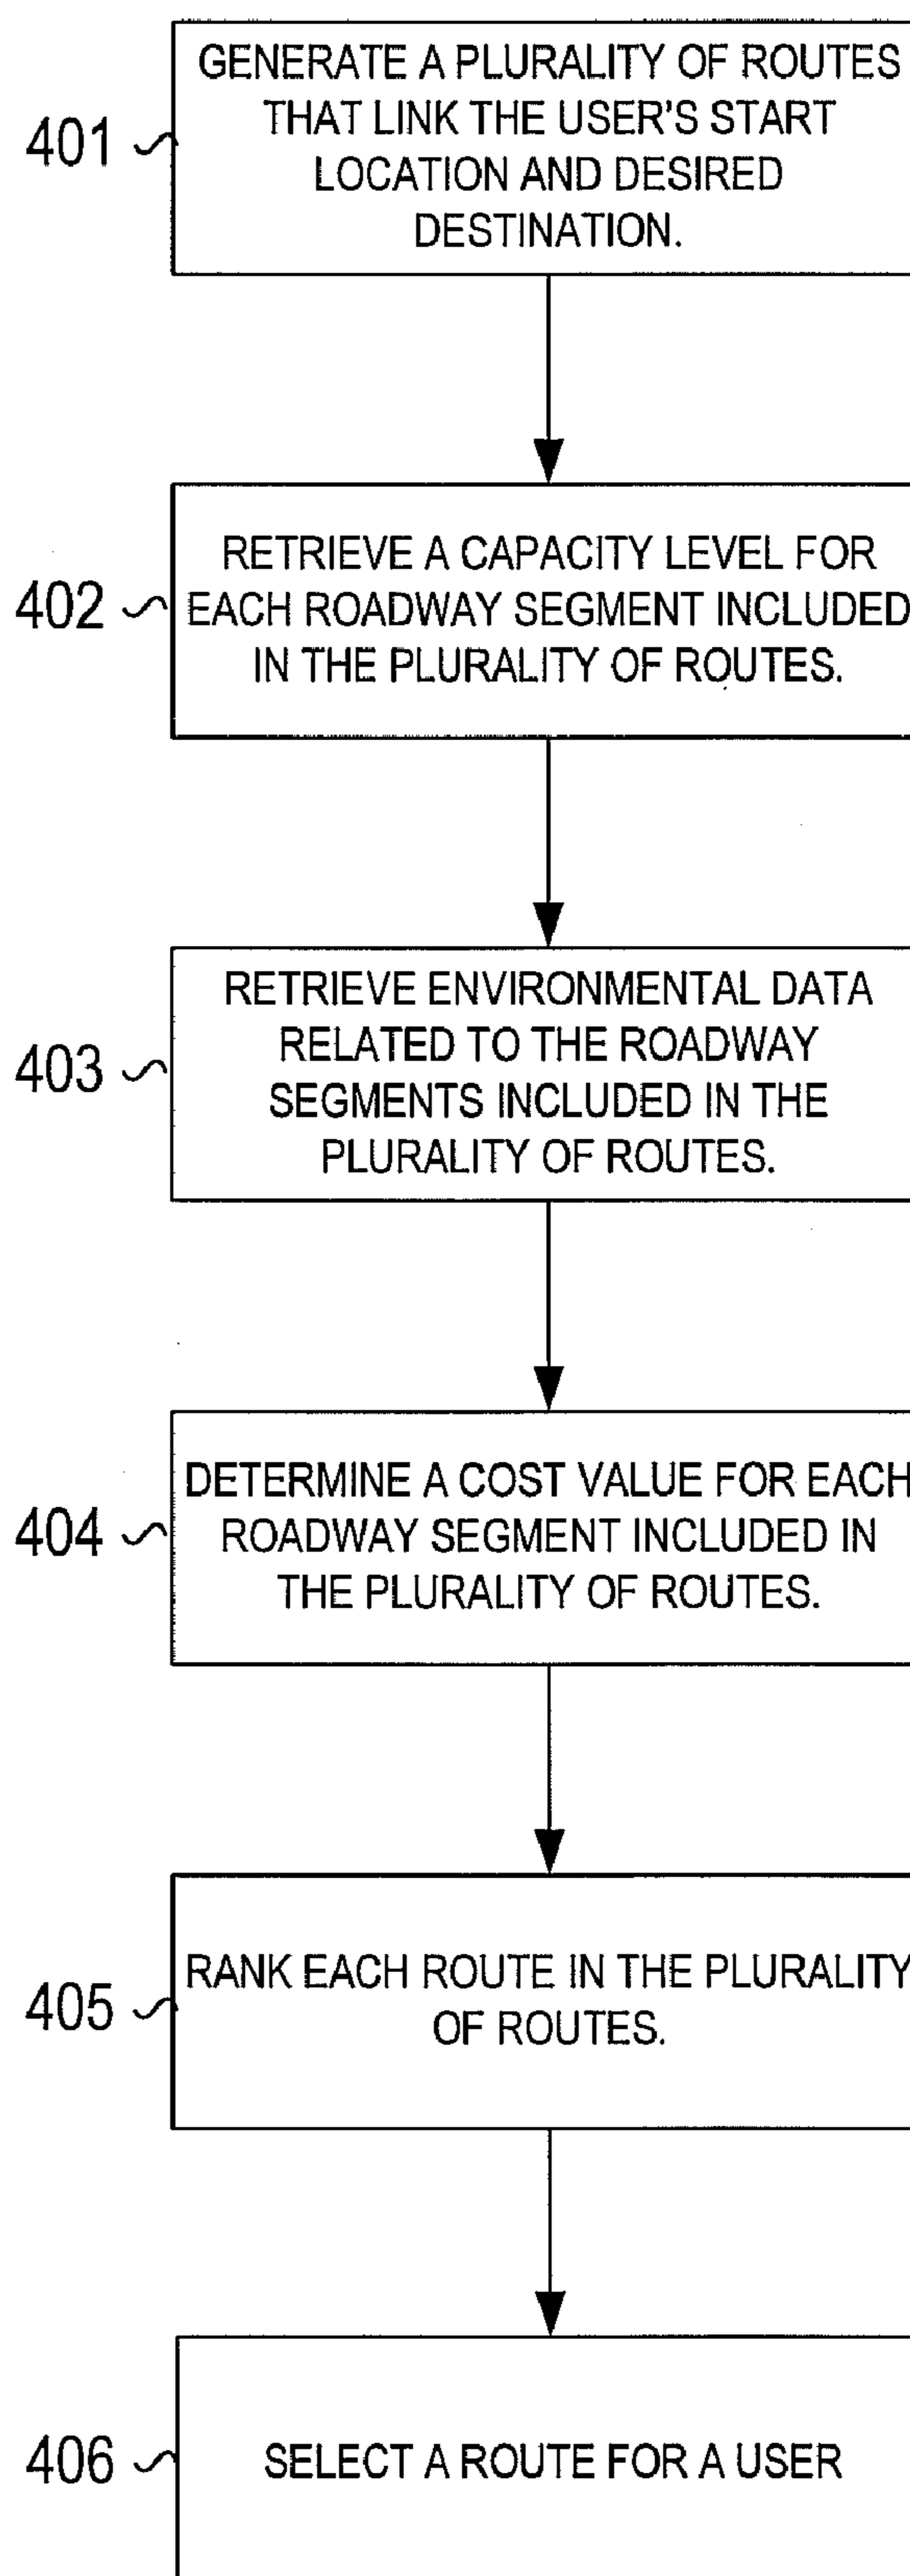 401
GENERATE A PLURALITY OF ROUTES
THAT LINK THE USER'S START
LOCATION AND DESIRED
DESTINATION.
402
RETRIEVE A CAPACITY LEVEL FOR
EACH ROADWAY SEGMENT INCLUDED
IN THE PLURALITY OF ROUTES.
403
RETRIEVE ENVIRONMENTAL DATA
RELATED TO THE ROADWAY
SEGMENTS INCLUDED IN THE
PLURALITY OF ROUTES.
404
DETERMINE A COST VALUE FOR EACH
ROADWAY SEGMENT INCLUDED IN
THE PLURALITY OF ROUTES.
405
RANK EACH ROUTE IN THE PLURALITY
OF ROUTES.
406
SELECT A ROUTE FOR A USER